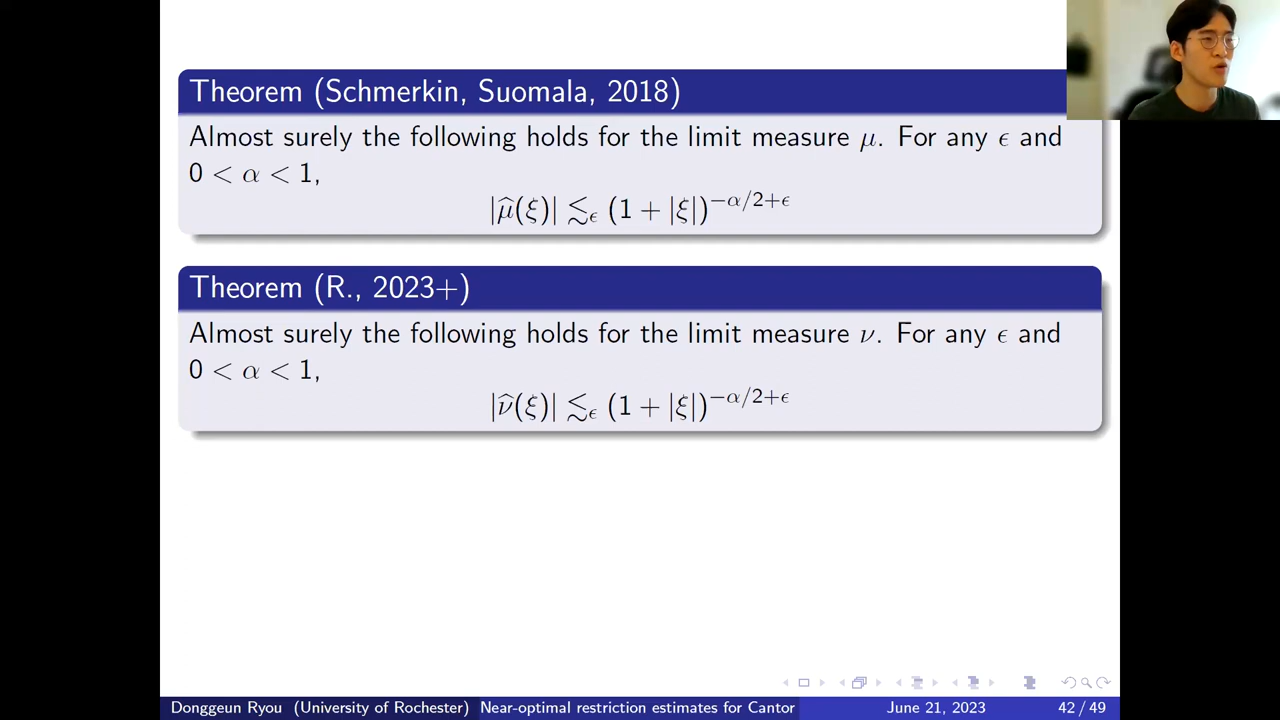 Theorem (Schmerkin, Suomala, 2018)
Almost surely the following holds for the limit measure μ. For any ϵ and
0 < α < 1,
|μ̂(ξ)| ≲_ϵ (1 + |ξ|)^{−α/2+ϵ}
Theorem (R., 2023+)
Almost surely the following holds for the limit measure ν. For any ϵ and
0 < α < 1,
|ν̂(ξ)| ≲_ϵ (1 + |ξ|)^{−α/2+ϵ}
Donggeun Ryou (University of Rochester) Near-optimal restriction estimates for Cantor June 21, 2023 42 / 49